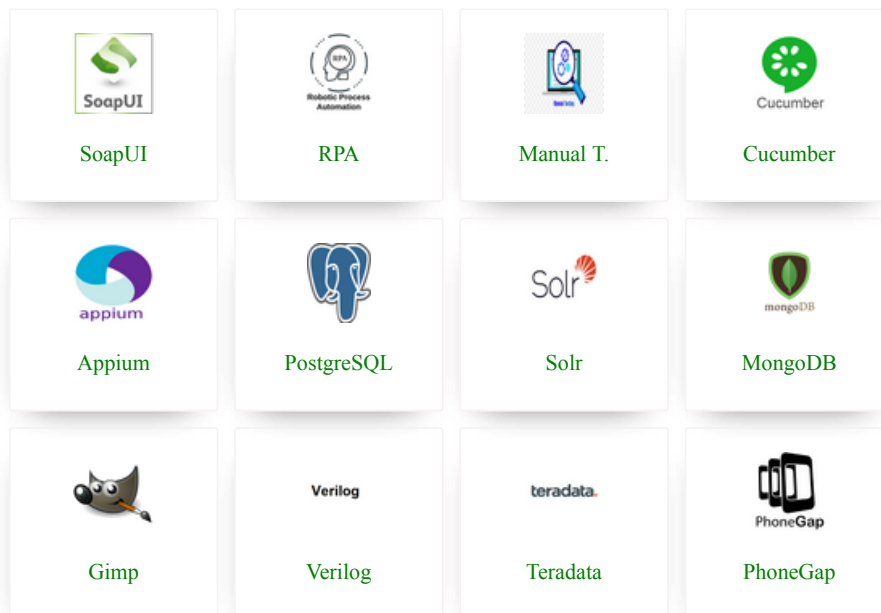 SoapUI
RPA
Robotic Process
Automation
Cucumber
SoapUI
RPA
Manual T.
Cucumber
appium
Solr
mongoDB
Appium
PostgreSQL
Solr
MongoDB
Verilog
teradata.
PhoneGap
Gimp
Verilog
Teradata
PhoneGap